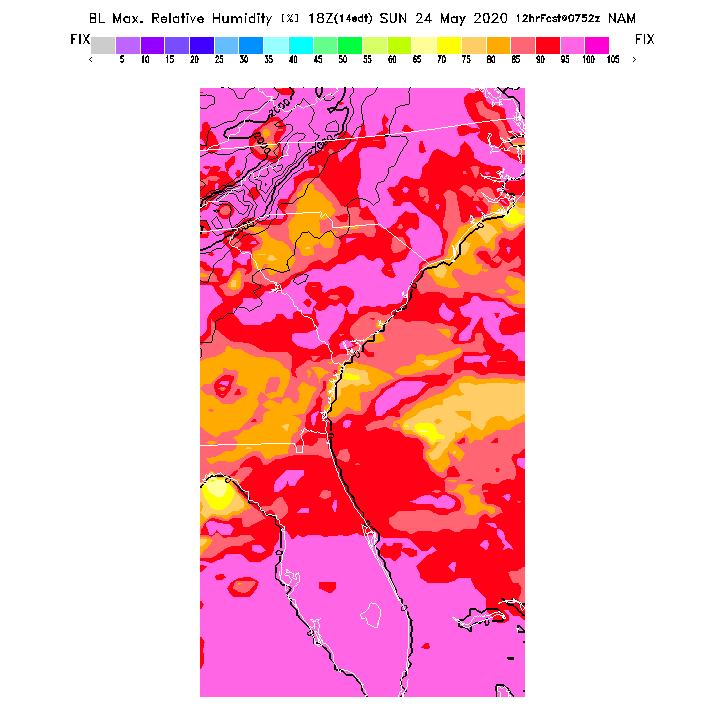 BL Max. Relative Humidity [%] 18Z(14edt) SUN 24 May 2020 12hrFcst@0752z NAM
FIX FIX
< 5 10 15 20 25 30 35 40 45 50 55 60 65 70 75 80 85 90 95 100 105 >
2000